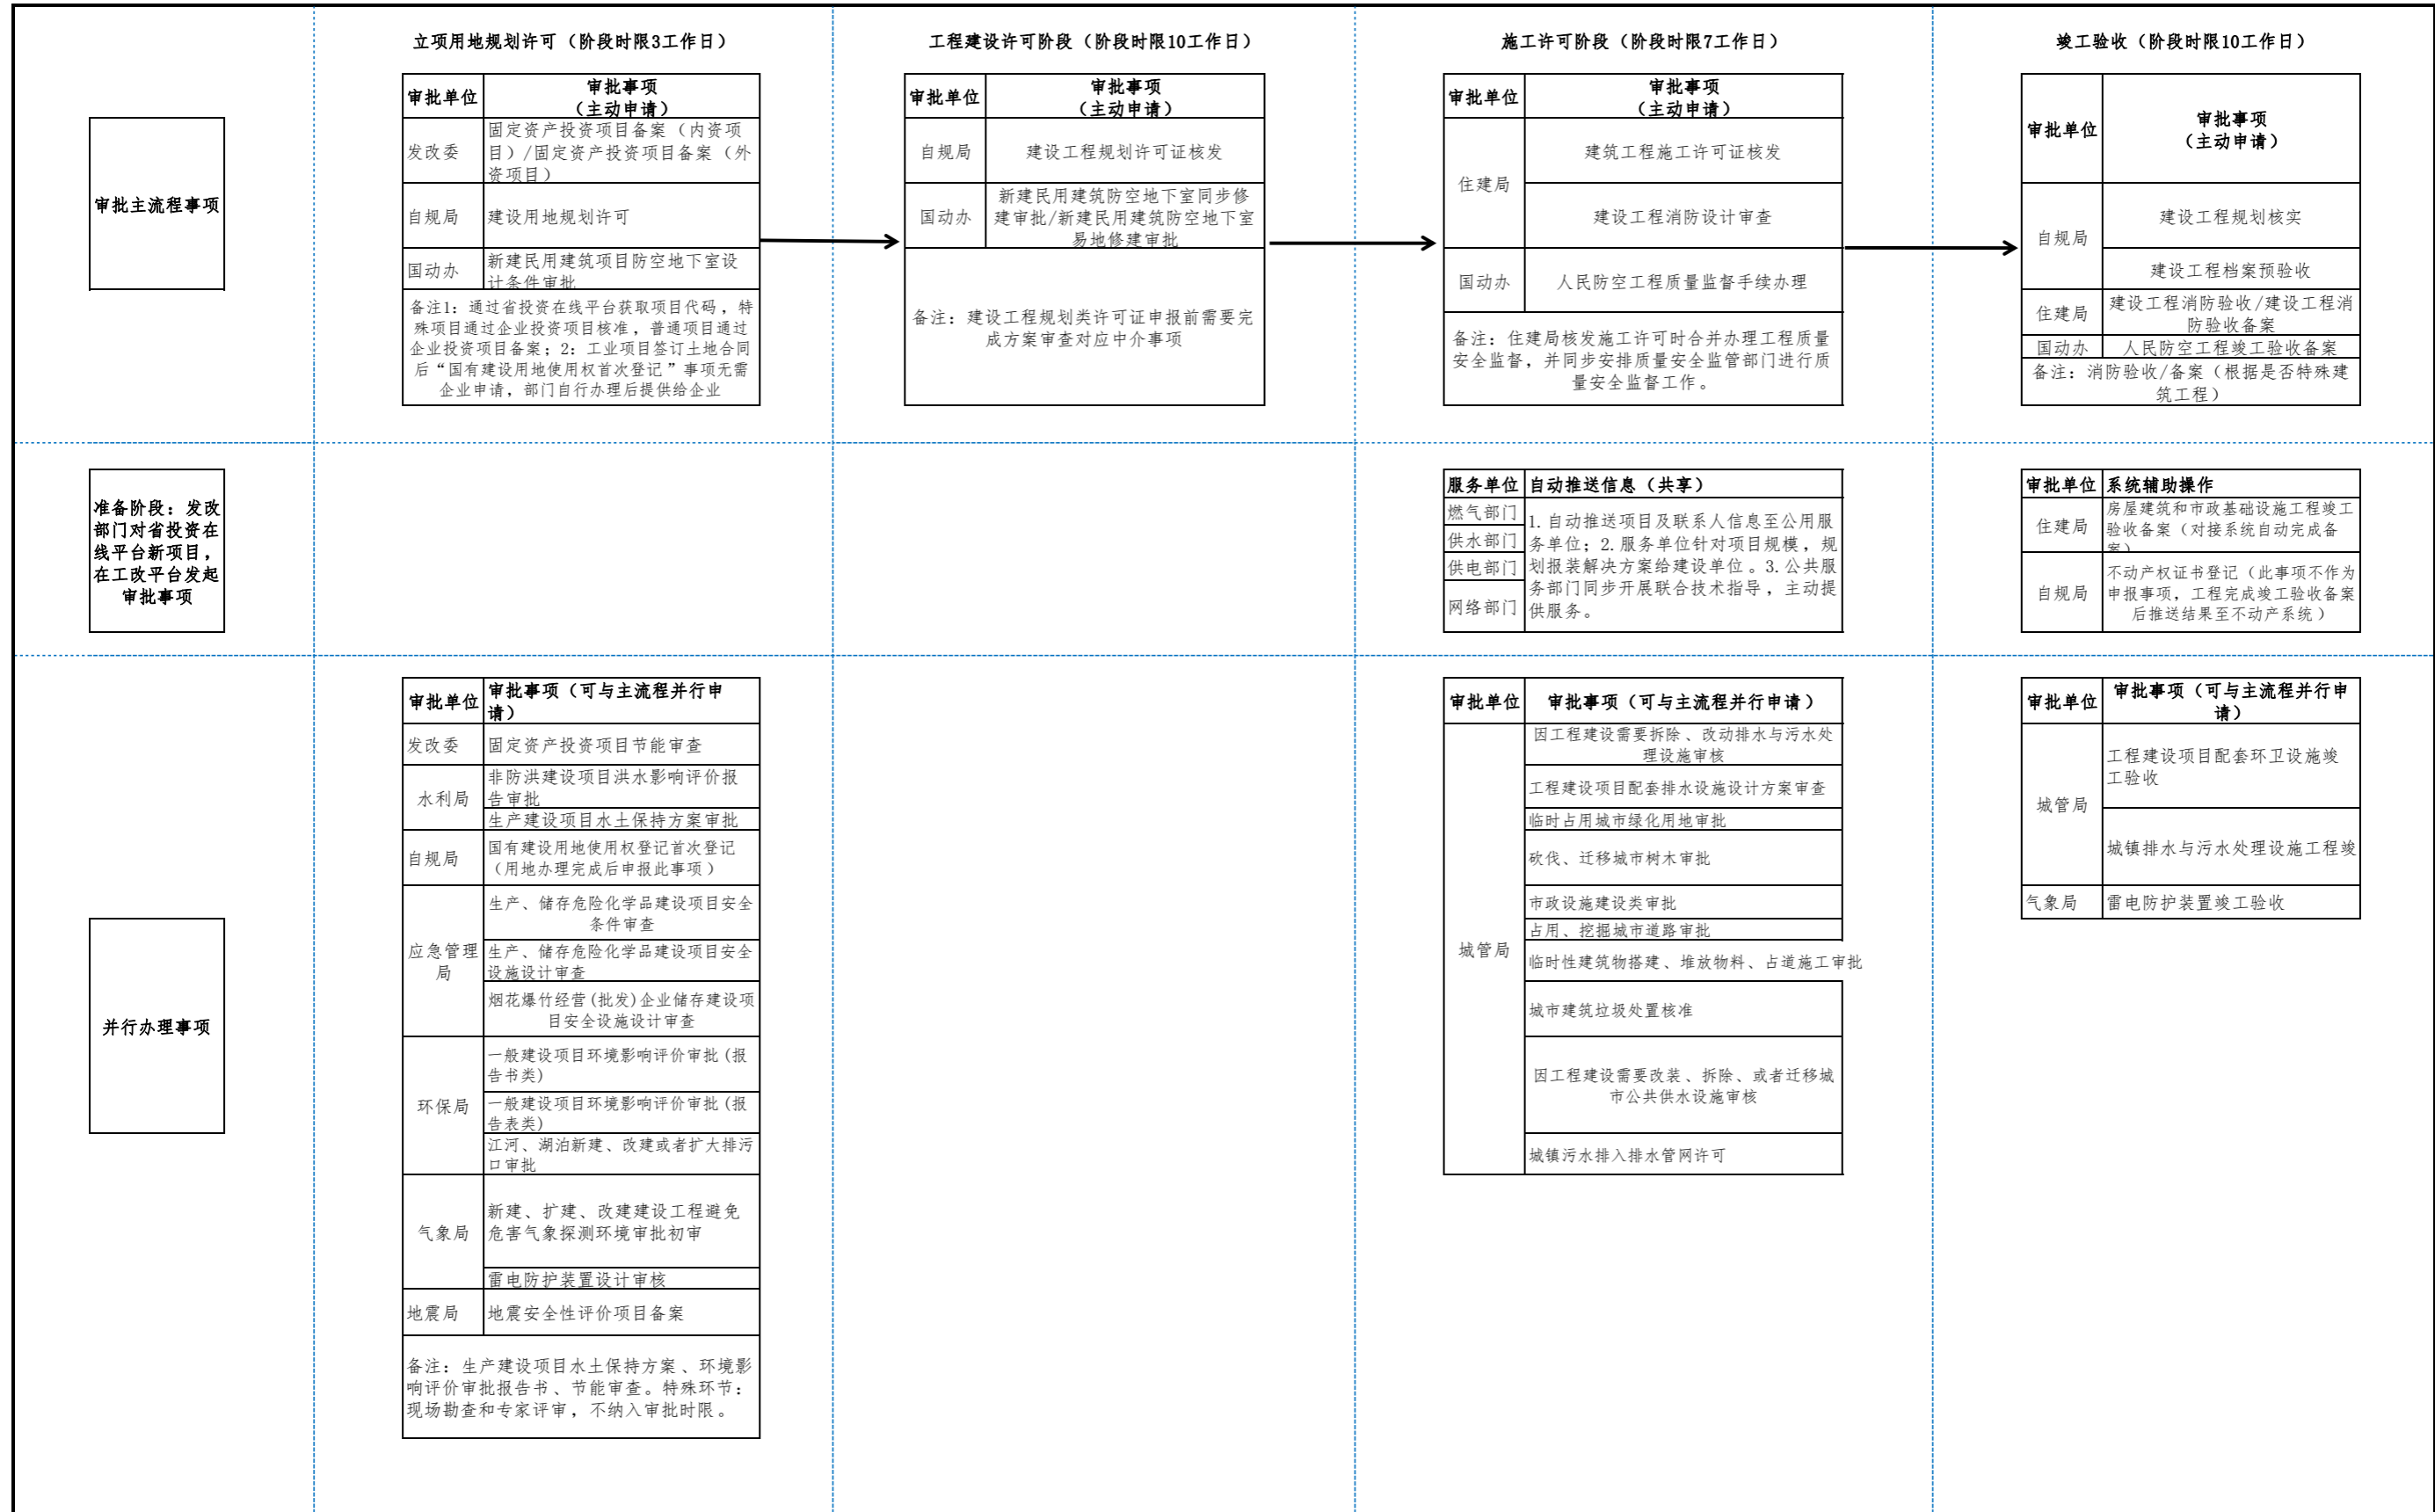 立项用地规划许可（阶段时限3工作日）
工程建设许可阶段（阶段时限10工作日）
施工许可阶段（阶段时限7工作日）
竣工验收（阶段时限10工作日）
审批主流程事项
审批单位
审批事项
（主动申请）
发改委
固定资产投资项目备案（内资项
目）/固定资产投资项目备案（外
资项目）
自规局
建设用地规划许可
国动办
新建民用建筑项目防空地下室设
计条件审批
备注1：通过省投资在线平台获取项目代码，特
殊项目通过企业投资项目核准，普通项目通过
企业投资项目备案；2：工业项目签订土地合同
后“国有建设用地使用权首次登记”事项无需
企业申请，部门自行办理后提供给企业
审批单位
审批事项
（主动申请）
自规局
建设工程规划许可证核发
国动办
新建民用建筑防空地下室同步修
建审批/新建民用建筑防空地下室
易地修建审批
备注：建设工程规划类许可证申报前需要完
成方案审查对应中介事项
审批单位
审批事项
（主动申请）
住建局
建筑工程施工许可证核发
建设工程消防设计审查
国动办
人民防空工程质量监督手续办理
备注：住建局核发施工许可时合并办理工程质量
安全监督，并同步安排质量安全监管部门进行质
量安全监督工作。
审批单位
审批事项
（主动申请）
自规局
建设工程规划核实
建设工程档案预验收
住建局
建设工程消防验收/建设工程消
防验收备案
国动办
人民防空工程竣工验收备案
备注：消防验收/备案（根据是否特殊建
筑工程）
准备阶段：发改
部门对省投资在
线平台新项目，
在工改平台发起
审批事项
服务单位
自动推送信息（共享）
燃气部门
供水部门
供电部门
网络部门
1.自动推送项目及联系人信息至公用服
务单位；2.服务单位针对项目规模，规
划报装解决方案给建设单位。3.公共服
务部门同步开展联合技术指导，主动提
供服务。
审批单位
系统辅助操作
住建局
房屋建筑和市政基础设施工程竣工
验收备案（对接系统自动完成备
案）
自规局
不动产权证书登记（此事项不作为
申报事项，工程完成竣工验收备案
后推送结果至不动产系统）
并行办理事项
审批单位
审批事项（可与主流程并行申
请）
发改委
固定资产投资项目节能审查
水利局
非防洪建设项目洪水影响评价报
告审批
生产建设项目水土保持方案审批
自规局
国有建设用地使用权登记首次登记
（用地办理完成后申报此事项）
应急管理
局
生产、储存危险化学品建设项目安全
条件审查
生产、储存危险化学品建设项目安全
设施设计审查
烟花爆竹经营(批发)企业储存建设项
目安全设施设计审查
环保局
一般建设项目环境影响评价审批(报
告书类)
一般建设项目环境影响评价审批(报
告表类)
江河、湖泊新建、改建或者扩大排污
口审批
气象局
新建、扩建、改建建设工程避免
危害气象探测环境审批初审
雷电防护装置设计审核
地震局
地震安全性评价项目备案
备注：生产建设项目水土保持方案、环境影
响评价审批报告书、节能审查。特殊环节：
现场勘查和专家评审，不纳入审批时限。
审批单位
审批事项（可与主流程并行申请）
城管局
因工程建设需要拆除、改动排水与污水处
理设施审核
工程建设项目配套排水设施设计方案审查
临时占用城市绿化用地审批
砍伐、迁移城市树木审批
市政设施建设类审批
占用、挖掘城市道路审批
临时性建筑物搭建、堆放物料、占道施工审批
城市建筑垃圾处置核准
因工程建设需要改装、拆除、或者迁移城
市公共供水设施审核
城镇污水排入排水管网许可
审批单位
审批事项（可与主流程并行申
请）
城管局
工程建设项目配套环卫设施竣
工验收
城镇排水与污水处理设施工程竣
气象局
雷电防护装置竣工验收